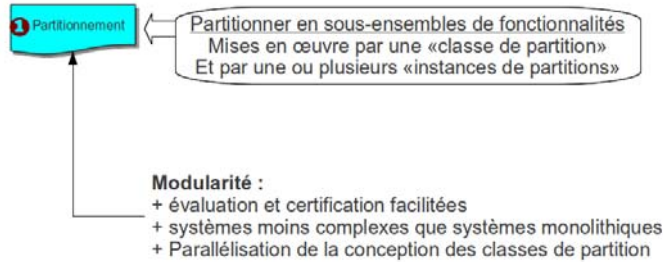 1 Partitionnement
Partitionner en sous-ensembles de fonctionnalités
Mises en œuvre par une «classe de partition»
Et par une ou plusieurs «instances de partitions»
Modularité :
+ évaluation et certification facilitées
+ systèmes moins complexes que systèmes monolithiques
+ Parallélisation de la conception des classes de partition